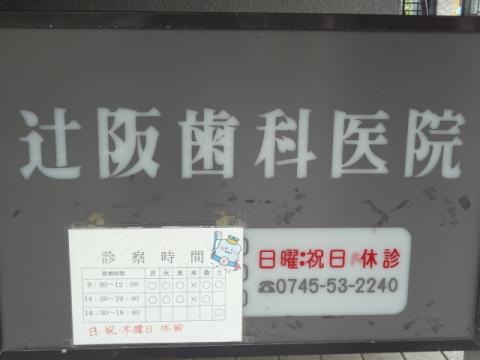 辻阪歯科医院
診察時間
診察時間 月 火 水 木 金 土
9:30~12:00 ○ ○ ○ × ○ ○
14:30~19:40 ○ ○ ○ × ○
14:30~18:40 ○
日・祝・木曜日 休診
日曜・祝日 休診
☎0745-53-2240